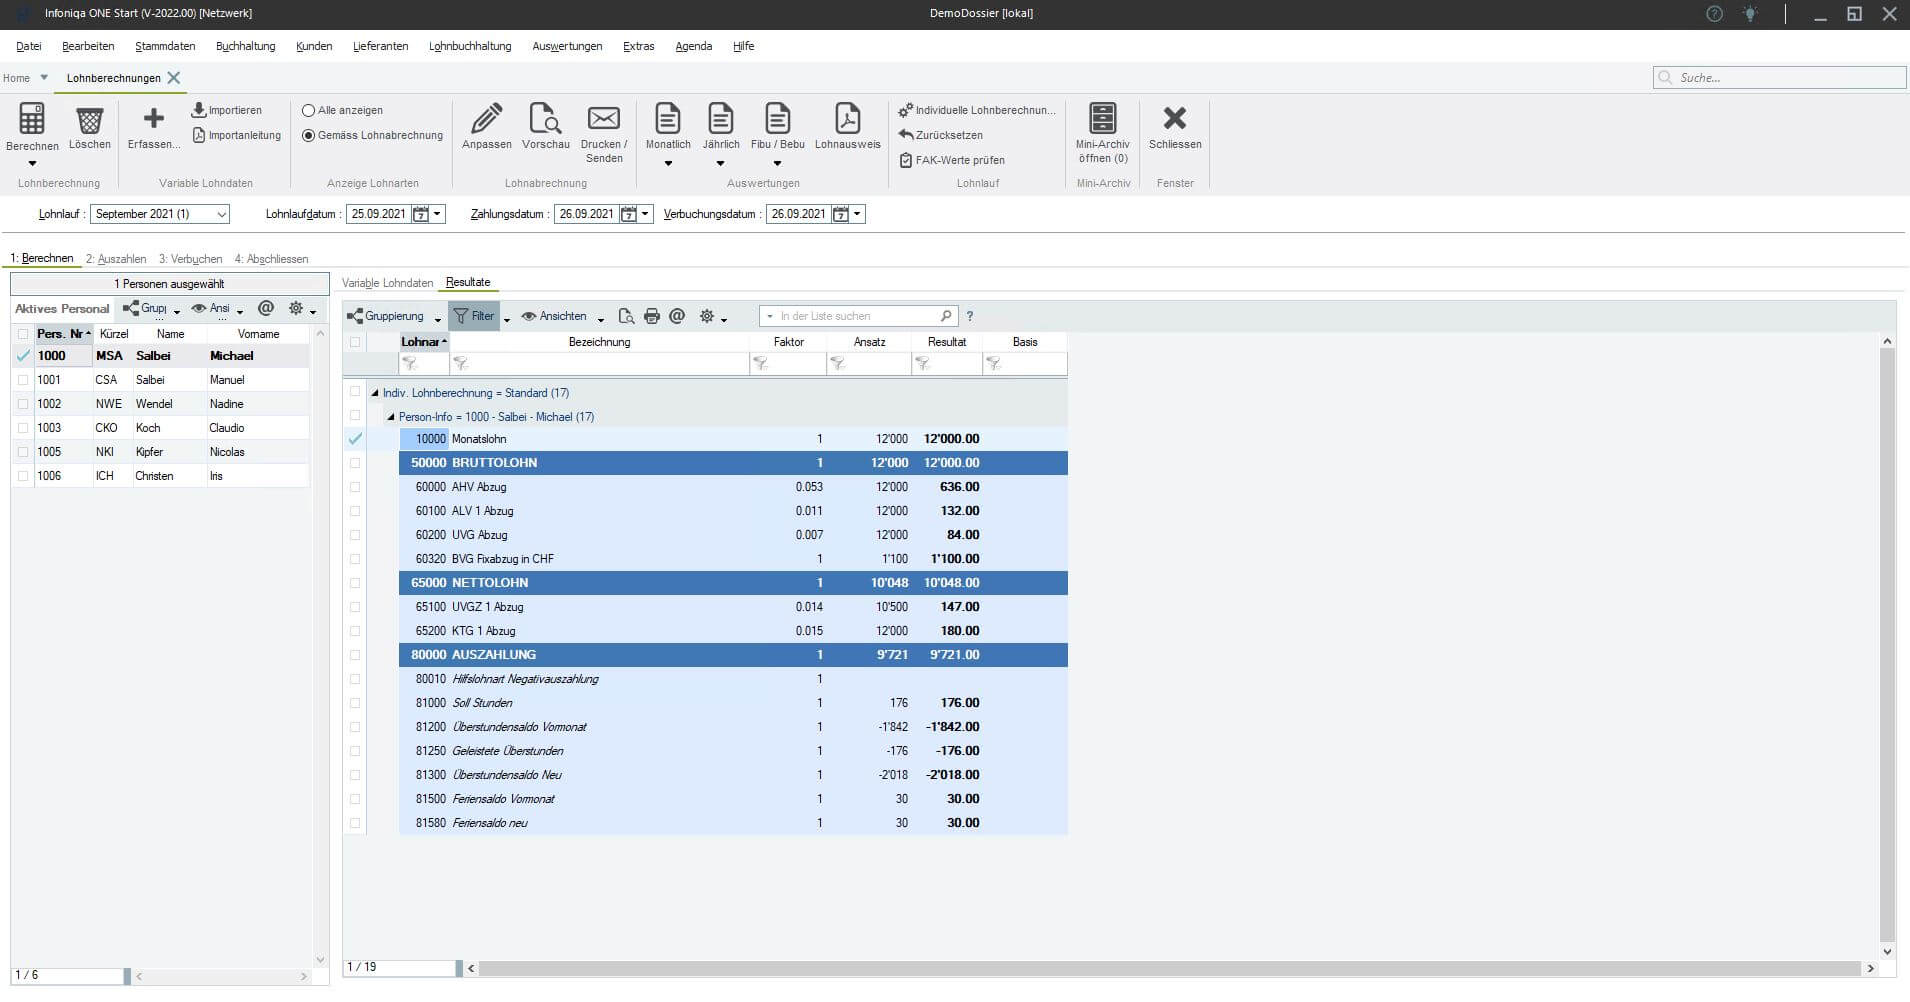 Infoniqa ONE Start (V-2022.00) [Netzwerk]
DemoDossier [lokal]
Datei Bearbeiten Stammdaten Buchhaltung Kunden Lieferanten Lohnbuchhaltung Auswertungen Extras Agenda Hilfe
Home Lohnberechnungen
Suche...
Berechnen Löschen
Lohnberechnung
Erfassen... Importieren
Importanleitung
Variable Lohndaten
Alle anzeigen
Gemäss Lohnabrechnung
Anzeige Lohnarten
Anpassen Vorschau Drucken / Senden
Lohnabrechnung
Monatlich Jährlich Fibu / Bebu Lohnausweis
Auswertungen
Individuelle Lohnberechnun...
Zurücksetzen
FAK-Werte prüfen
Lohnlauf
Mini-Archiv öffnen (0)
Mini-Archiv
Schliessen
Fenster
Lohnlauf : September 2021 (1) Lohnlaufdatum : 25.09.2021 Zahlungsdatum : 26.09.2021 Verbuchungsdatum : 26.09.2021
1: Berechnen 2: Auszahlen 3: Verbuchen 4: Abschliessen
1 Personen ausgewählt
Aktives Personal Grupp... Ansi...
Pers. Nr Kürzel Name Vorname
1000 MSA Salbei Michael
1001 CSA Salbei Manuel
1002 NWE Wendel Nadine
1003 CKO Koch Claudio
1005 NKI Kipfer Nicolas
1006 ICH Christen Iris
1 / 6
Variable Lohndaten Resultate
Gruppierung Filter Ansichten In der Liste suchen ?
Lohnar Bezeichnung Faktor Ansatz Resultat Basis
Indiv. Lohnberechnung = Standard (17)
Person-Info = 1000 - Salbei - Michael (17)
10000 Monatslohn 1 12'000 12'000.00
50000 BRUTTOLOHN 1 12'000 12'000.00
60000 AHV Abzug 0.053 12'000 636.00
60100 ALV 1 Abzug 0.011 12'000 132.00
60200 UVG Abzug 0.007 12'000 84.00
60320 BVG Fixabzug in CHF 1 1'100 1'100.00
65000 NETTOLOHN 1 10'048 10'048.00
65100 UVGZ 1 Abzug 0.014 10'500 147.00
65200 KTG 1 Abzug 0.015 12'000 180.00
80000 AUSZAHLUNG 1 9'721 9'721.00
80010 Hilfslohnart Negativauszahlung 1
81000 Soll Stunden 1 176 176.00
81200 Überstundensaldo Vormonat 1 -1'842 -1'842.00
81250 Geleistete Überstunden 1 -176 -176.00
81300 Überstundensaldo Neu 1 -2'018 -2'018.00
81500 Feriensaldo Vormonat 1 30 30.00
81580 Feriensaldo neu 1 30 30.00
1 / 19